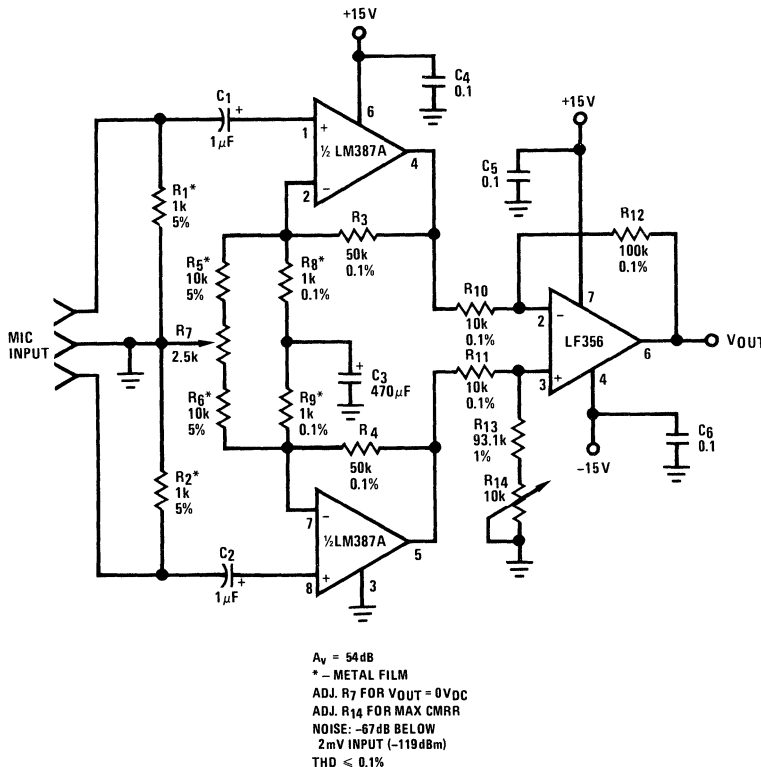 +15V
C4
0.1
6
C1
+
1μF
1
+
½ LM387A
4
2
−
+15V
C5
0.1
R1*
1k
5%
R3
50k
0.1%
R12
100k
0.1%
R5*
10k
5%
R8*
1k
0.1%
R10
10k
0.1%
7
2
−
LF356
6
VOUT
MIC
INPUT
R7
2.5k
+
C3
470μF
R11
10k
0.1%
3
+
4
R6*
10k
5%
R9*
1k
0.1%
R4
50k
0.1%
R13
93.1k
1%
C6
0.1
−15V
R2*
1k
5%
R14
10k
7
−
½LM387A
5
C2
+
1μF
8
+
3
Av = 54dB
* – METAL FILM
ADJ. R7 FOR VOUT = 0VDC
ADJ. R14 FOR MAX CMRR
NOISE: −67dB BELOW
2mV INPUT (−119dBm)
THD ⩽ 0.1%